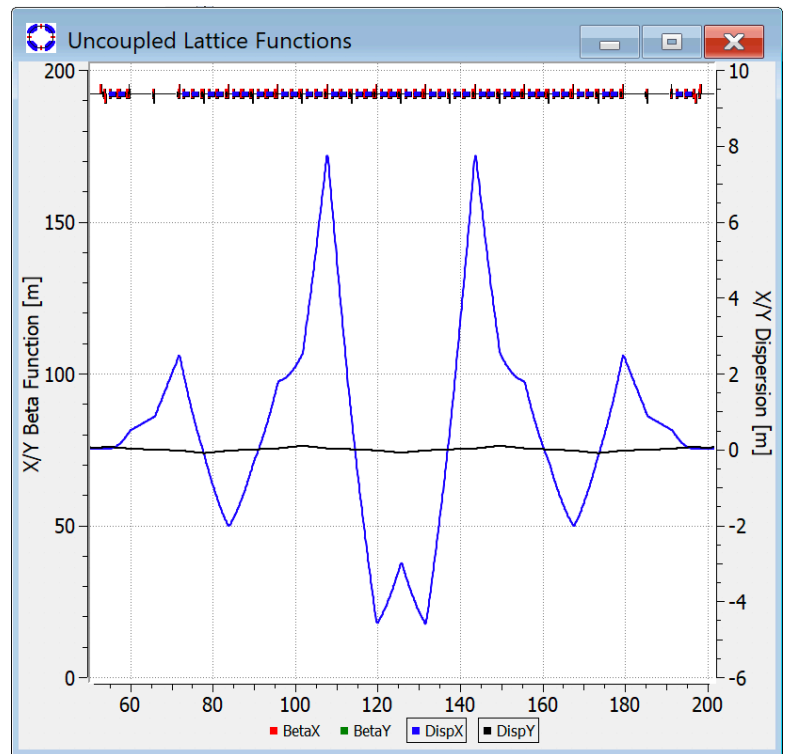 Uncoupled Lattice Functions
200
150
100
50
0
X/Y Beta Function [m]
10
8
6
4
2
0
-2
-4
-6
X/Y Dispersion [m]
60 80 100 120 140 160 180 200
BetaX BetaY DispX DispY